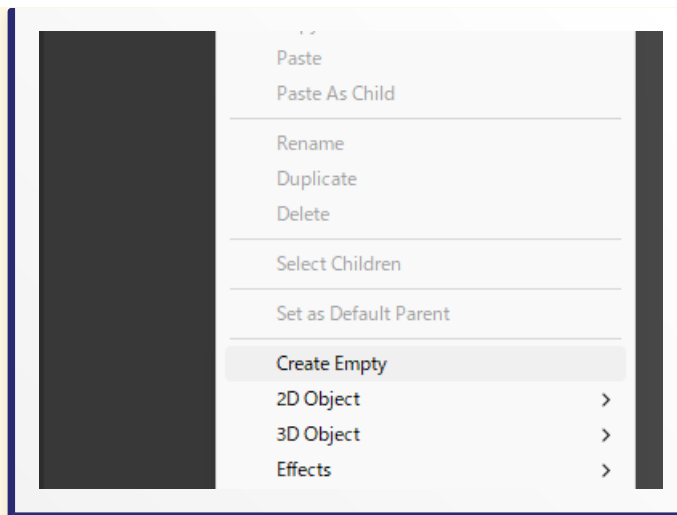 Paste
Paste As Child
Rename
Duplicate
Delete
Select Children
Set as Default Parent
Create Empty
2D Object
3D Object
Effects